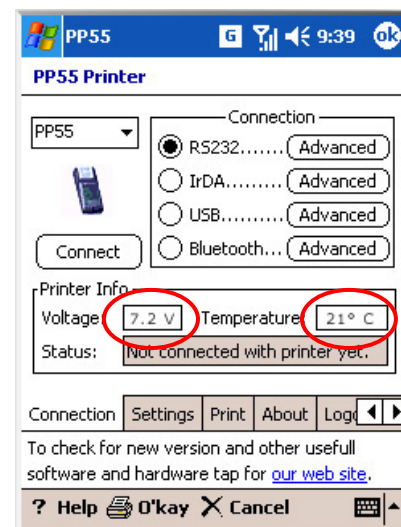 PP55 G 9:39 ok
PP55 Printer
PP55
Connection
RS232....... Advanced
IrDA......... Advanced
USB.......... Advanced
Bluetooth... Advanced
Connect
Printer Info
Voltage: 7.2 V Temperature: 21° C
Status: Not connected with printer yet.
Connection Settings Print About
To check for new version and other usefull
software and hardware tap for our web site.
? Help O'kay Cancel